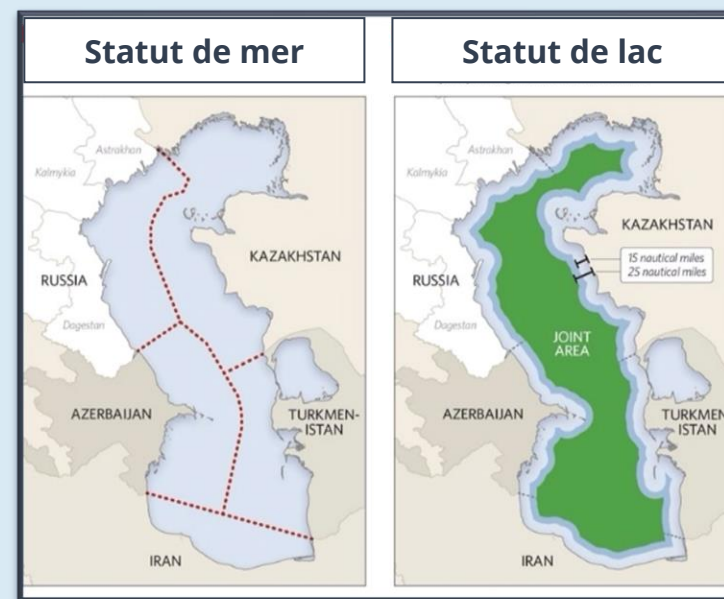 Statut de mer
Astrakhan
Kalmykia
KAZAKHSTAN
RUSSIA
Dagestan
AZERBAIJAN
TURKMEN-
ISTAN
IRAN
Statut de lac
Astrakhan
Kalmykia
KAZAKHSTAN
15 nautical miles
25 nautical miles
RUSSIA
Dagestan
JOINT
AREA
AZERBAIJAN
TURKMEN
ISTAN
IRAN